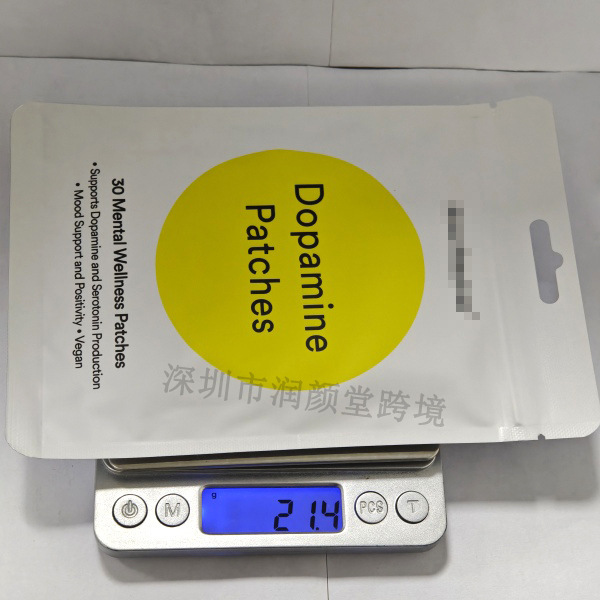 Dopamine
Patches
30 Mental Wellness Patches
• Supports Dopamine and Serotonin Production
• Mood Support and Positivity • Vegan
深圳市润颜堂跨境
g
21.4
M
PCS
T